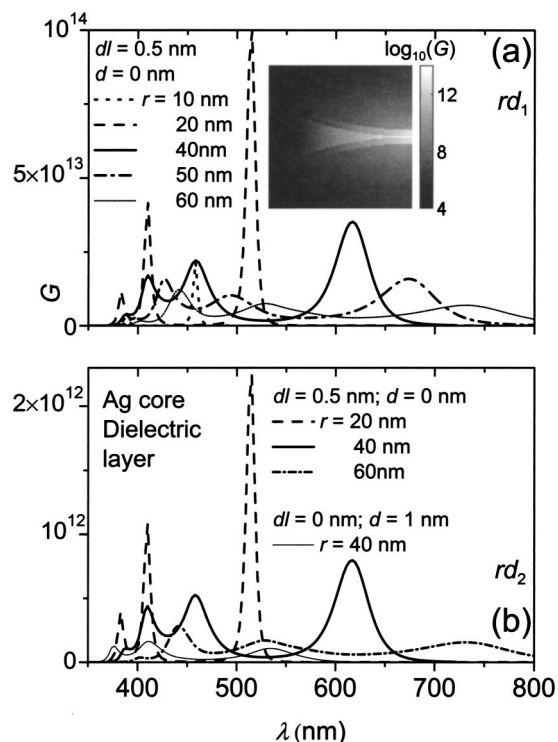 10^14
5×10^13
0
G
dl = 0.5 nm
d = 0 nm
r = 10 nm
20 nm
40nm
50 nm
60 nm
log₁₀(G)
12
8
4
(a)
rd₁
2×10^12
10^12
0
Ag core
Dielectric
layer
dl = 0.5 nm; d = 0 nm
r = 20 nm
40 nm
60nm
dl = 0 nm; d = 1 nm
r = 40 nm
rd₂
(b)
400 500 600 700 800
λ (nm)